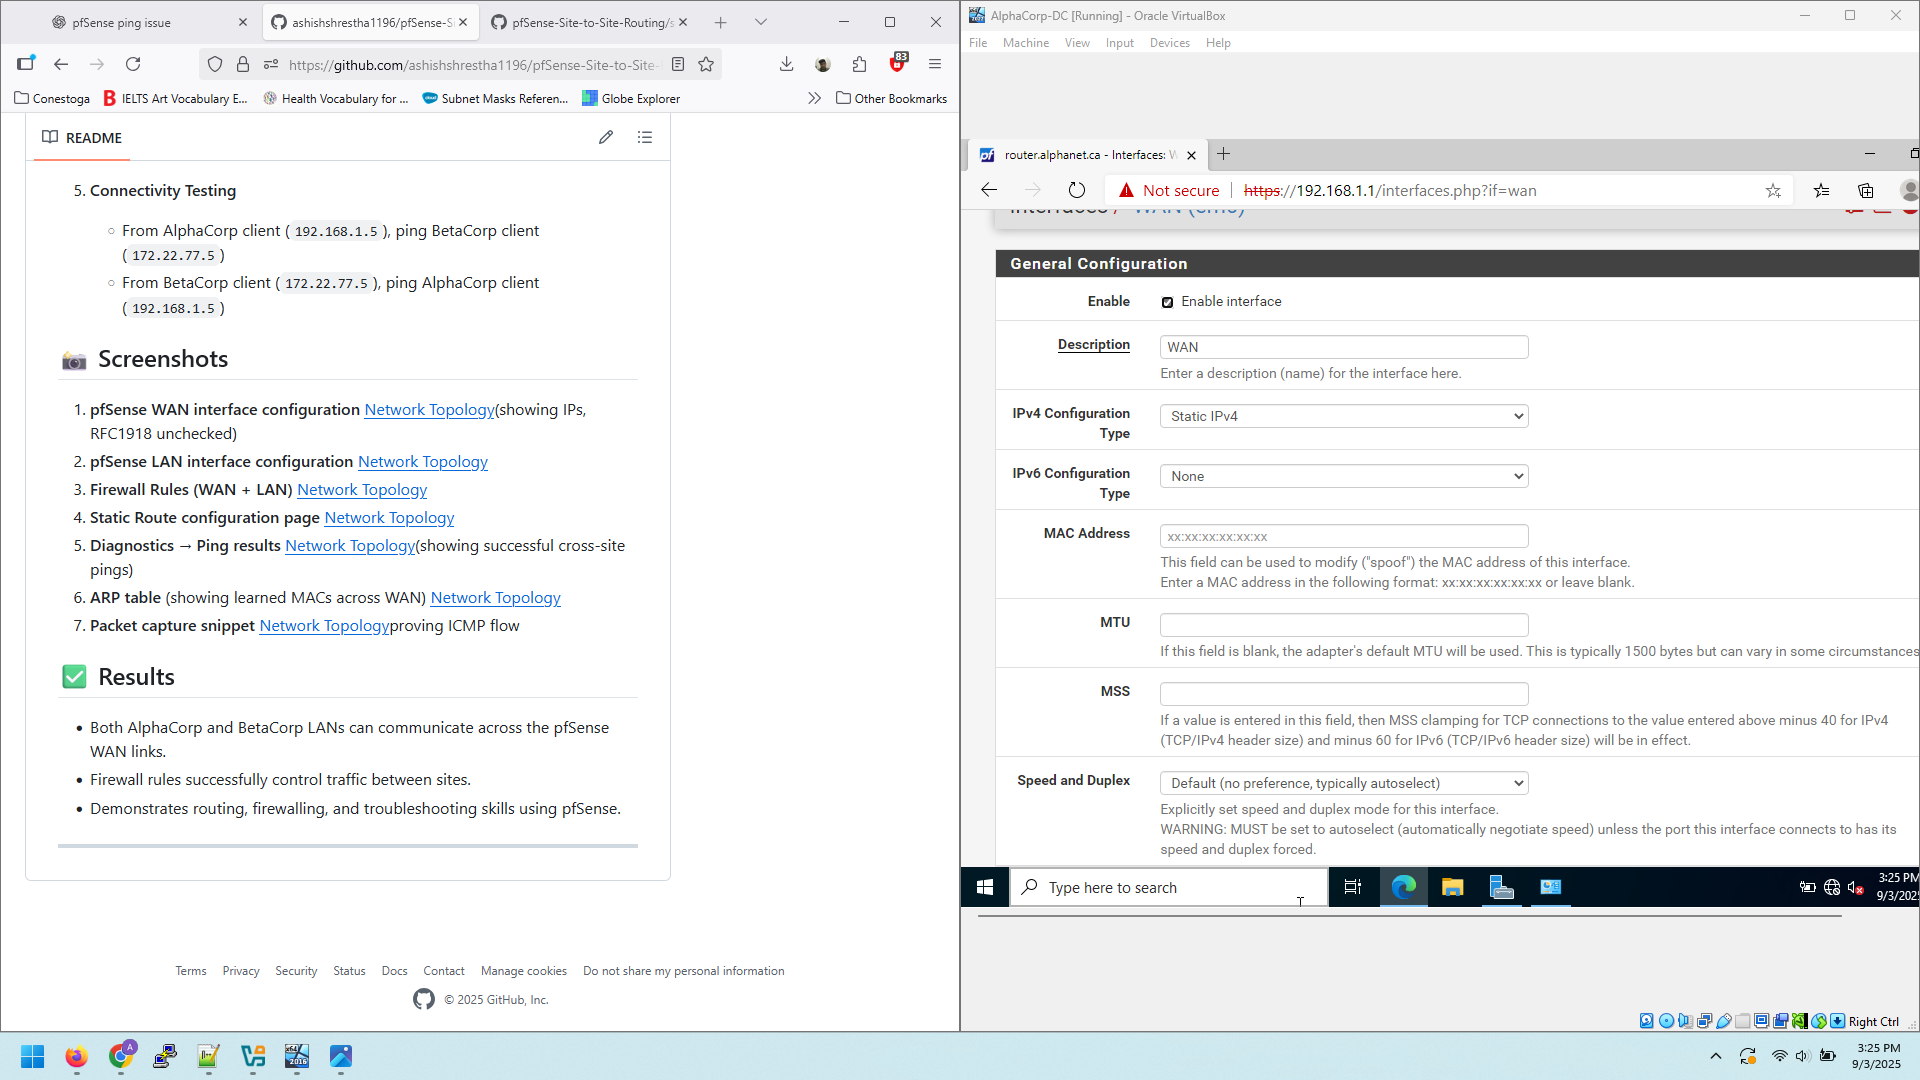 pfSense ping issue
ashishshrestha1196/pfSense-S
pfSense-Site-to-Site-Routing/s
https://github.com/ashishshrestha1196/pfSense-Site-to-Site-
83
Conestoga
IELTS Art Vocabulary E...
Health Vocabulary for ...
Subnet Masks Referen...
Globe Explorer
Other Bookmarks
README
5. Connectivity Testing
From AlphaCorp client ( 192.168.1.5 ), ping BetaCorp client
( 172.22.77.5 )
From BetaCorp client ( 172.22.77.5 ), ping AlphaCorp client
( 192.168.1.5 )
Screenshots
1. pfSense WAN interface configuration Network Topology(showing IPs,
RFC1918 unchecked)
2. pfSense LAN interface configuration Network Topology
3. Firewall Rules (WAN + LAN) Network Topology
4. Static Route configuration page Network Topology
5. Diagnostics → Ping results Network Topology(showing successful cross-site
pings)
6. ARP table (showing learned MACs across WAN) Network Topology
7. Packet capture snippet Network Topologyproving ICMP flow
Results
• Both AlphaCorp and BetaCorp LANs can communicate across the pfSense
WAN links.
• Firewall rules successfully control traffic between sites.
• Demonstrates routing, firewalling, and troubleshooting skills using pfSense.
Terms Privacy Security Status Docs Contact Manage cookies Do not share my personal information
© 2025 GitHub, Inc.
AlphaCorp-DC [Running] - Oracle VirtualBox
File Machine View Input Devices Help
router.alphanet.ca - Interfaces: W
Not secure https://192.168.1.1/interfaces.php?if=wan
Interfaces / WAN (em0)
General Configuration
Enable
Enable interface
Description
WAN
Enter a description (name) for the interface here.
IPv4 Configuration
Type
Static IPv4
IPv6 Configuration
Type
None
MAC Address
xx:xx:xx:xx:xx:xx
This field can be used to modify ("spoof") the MAC address of this interface.
Enter a MAC address in the following format: xx:xx:xx:xx:xx:xx or leave blank.
MTU
If this field is blank, the adapter's default MTU will be used. This is typically 1500 bytes but can vary in some circumstances
MSS
If a value is entered in this field, then MSS clamping for TCP connections to the value entered above minus 40 for IPv4
(TCP/IPv4 header size) and minus 60 for IPv6 (TCP/IPv6 header size) will be in effect.
Speed and Duplex
Default (no preference, typically autoselect)
Explicitly set speed and duplex mode for this interface.
WARNING: MUST be set to autoselect (automatically negotiate speed) unless the port this interface connects to has its
speed and duplex forced.
Type here to search
3:25 PM
9/3/202
Right Ctrl
3:25 PM
9/3/2025